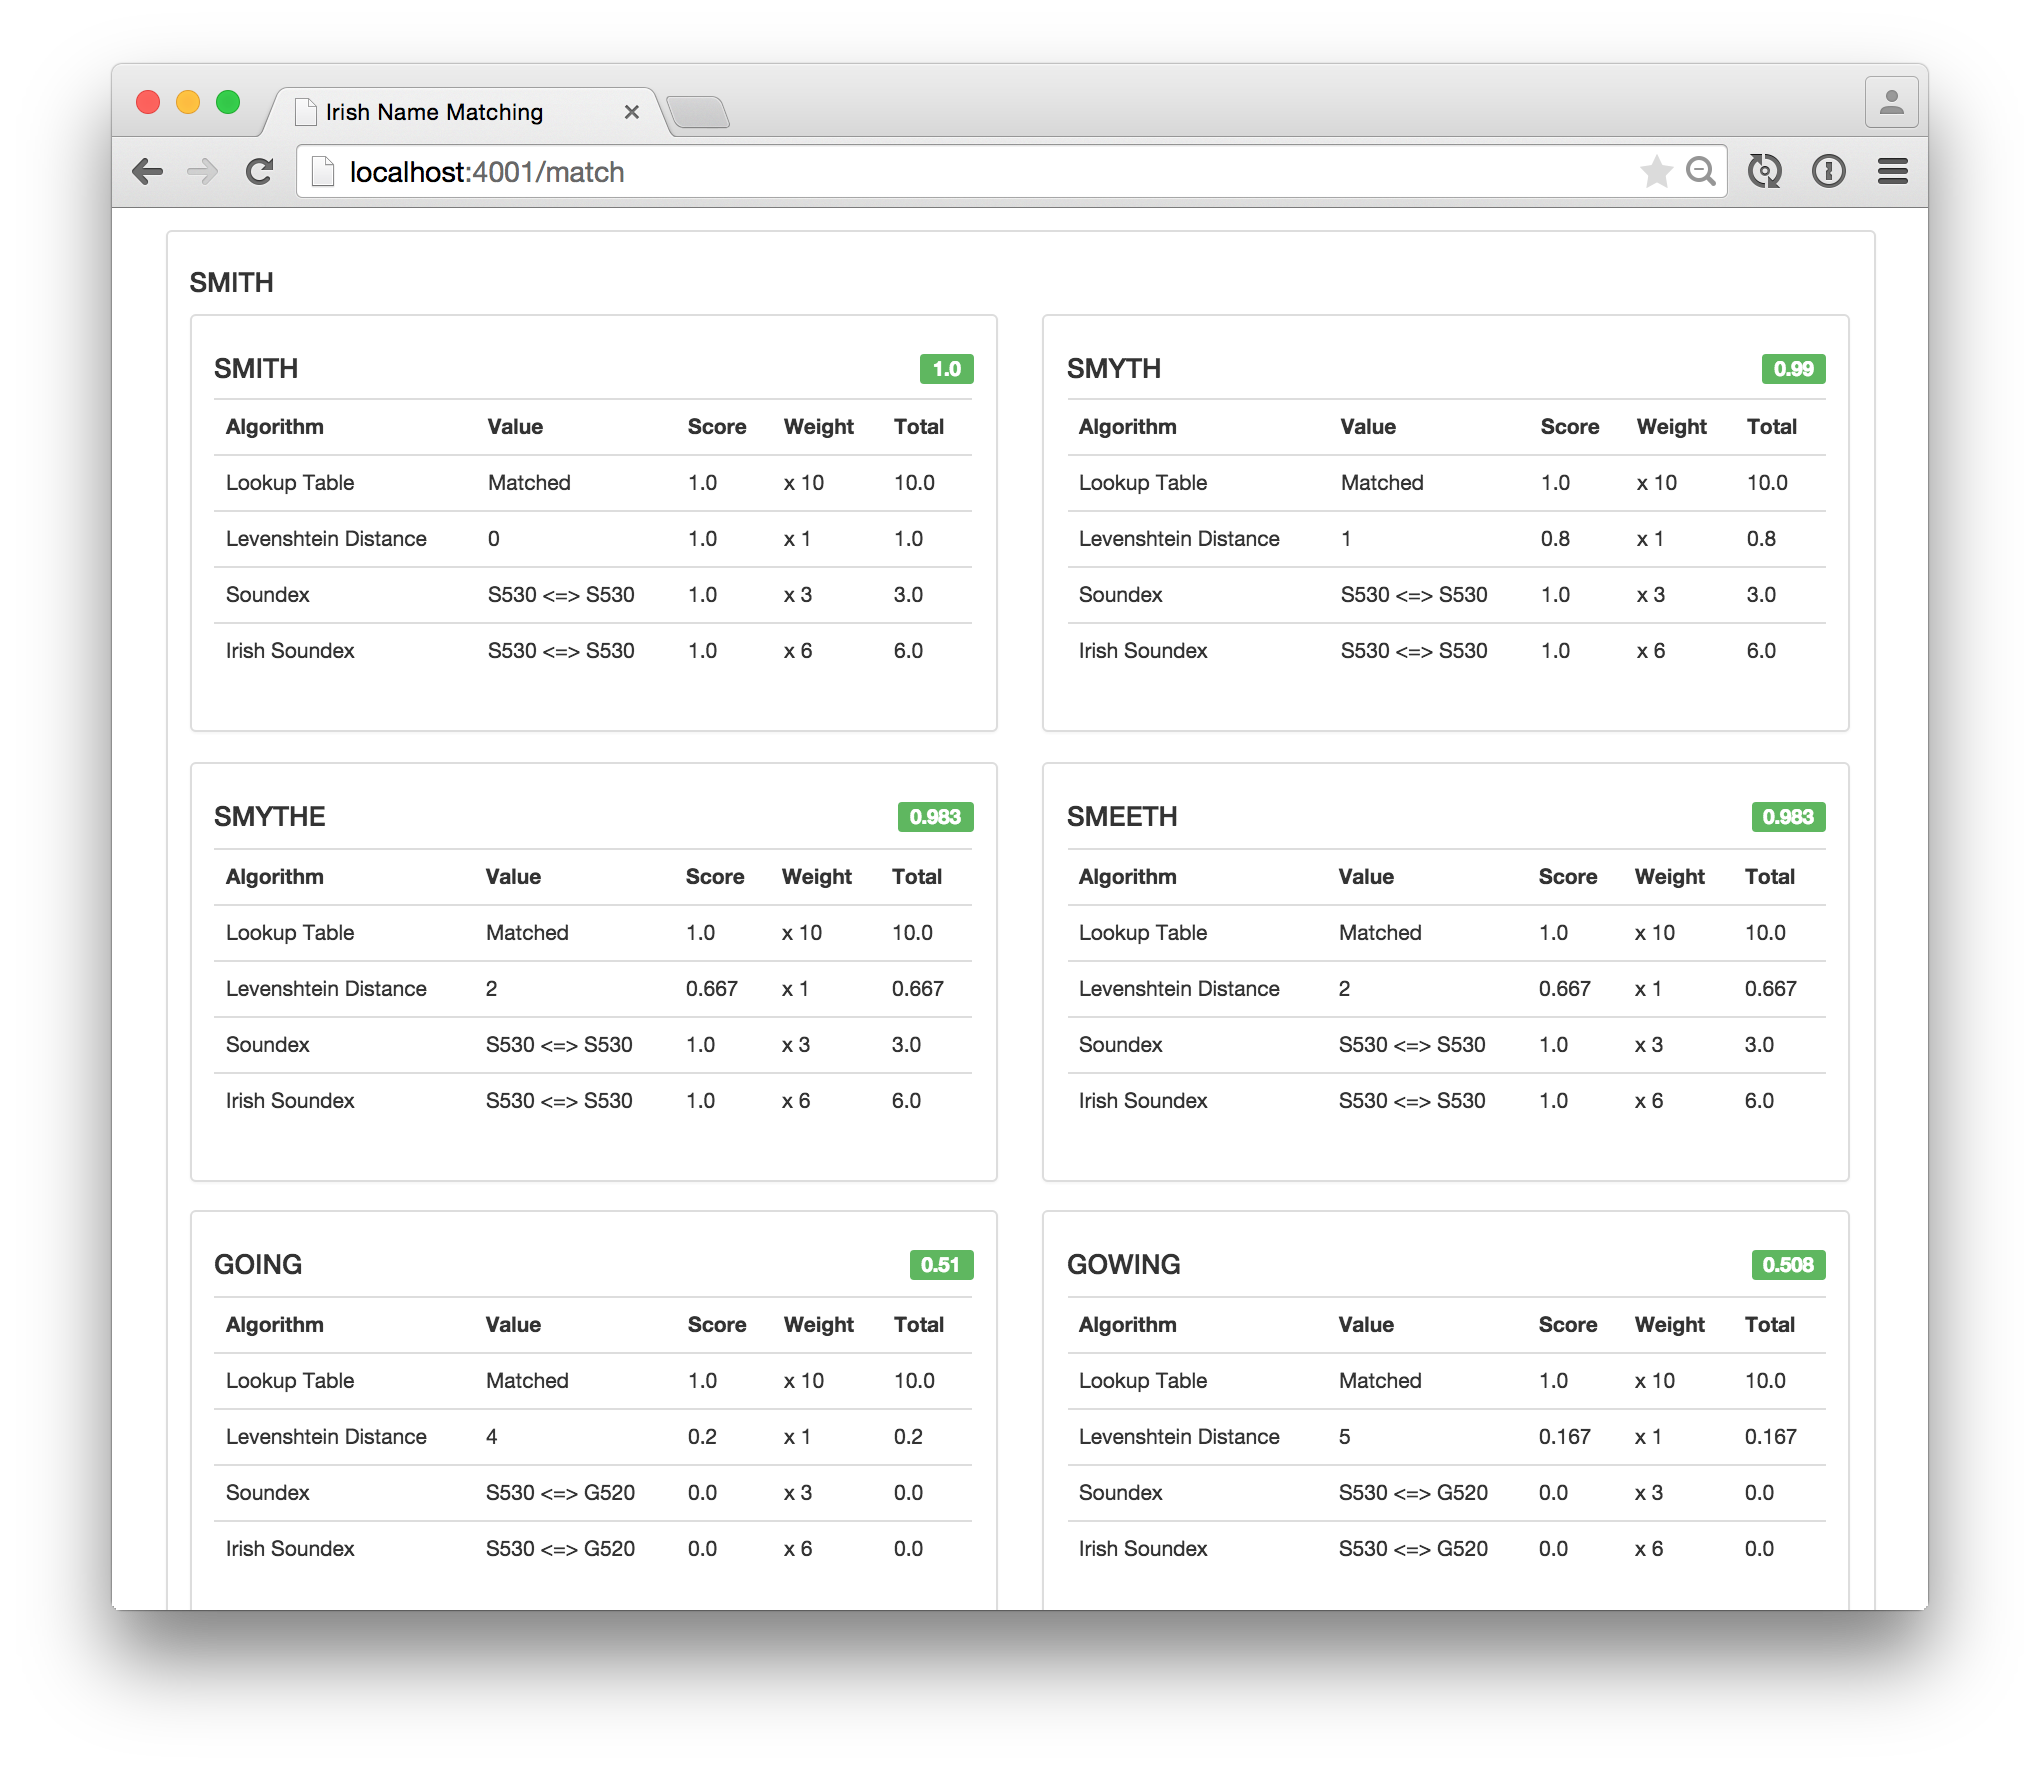 Irish Name Matching
localhost:4001/match
SMITH
SMITH 1.0
Algorithm Value Score Weight Total
Lookup Table Matched 1.0 x 10 10.0
Levenshtein Distance 0 1.0 x 1 1.0
Soundex S530 <=> S530 1.0 x 3 3.0
Irish Soundex S530 <=> S530 1.0 x 6 6.0
SMYTH 0.99
Algorithm Value Score Weight Total
Lookup Table Matched 1.0 x 10 10.0
Levenshtein Distance 1 0.8 x 1 0.8
Soundex S530 <=> S530 1.0 x 3 3.0
Irish Soundex S530 <=> S530 1.0 x 6 6.0
SMYTHE 0.983
Algorithm Value Score Weight Total
Lookup Table Matched 1.0 x 10 10.0
Levenshtein Distance 2 0.667 x 1 0.667
Soundex S530 <=> S530 1.0 x 3 3.0
Irish Soundex S530 <=> S530 1.0 x 6 6.0
SMEETH 0.983
Algorithm Value Score Weight Total
Lookup Table Matched 1.0 x 10 10.0
Levenshtein Distance 2 0.667 x 1 0.667
Soundex S530 <=> S530 1.0 x 3 3.0
Irish Soundex S530 <=> S530 1.0 x 6 6.0
GOING 0.51
Algorithm Value Score Weight Total
Lookup Table Matched 1.0 x 10 10.0
Levenshtein Distance 4 0.2 x 1 0.2
Soundex S530 <=> G520 0.0 x 3 0.0
Irish Soundex S530 <=> G520 0.0 x 6 0.0
GOWING 0.508
Algorithm Value Score Weight Total
Lookup Table Matched 1.0 x 10 10.0
Levenshtein Distance 5 0.167 x 1 0.167
Soundex S530 <=> G520 0.0 x 3 0.0
Irish Soundex S530 <=> G520 0.0 x 6 0.0